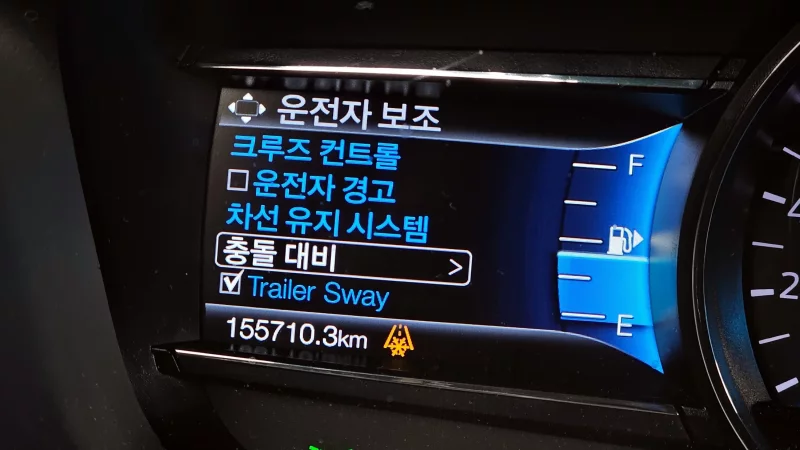 운전자 보조
크루즈 컨트롤
운전자 경고
차선 유지 시스템
충돌 대비 >
Trailer Sway
155710.3km
F
E
2